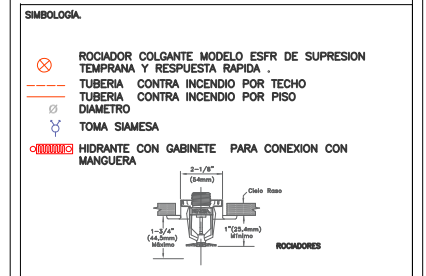 SIMBOLOGÍA.
ROCIADOR COLGANTE MODELO ESFR DE SUPRESION
TEMPRANA Y RESPUESTA RAPIDA .
TUBERIA CONTRA INCENDIO POR TECHO
TUBERIA CONTRA INCENDIO POR PISO
Ø DIAMETRO
TOMA SIAMESA
HIDRANTE CON GABINETE PARA CONEXION CON
MANGUERA
2-1/8"
(54mm)
Cielo Raso
1-3/4"
(44,5mm)
Máximo
1"(25,4mm)
Mínimo
ROCIADORES